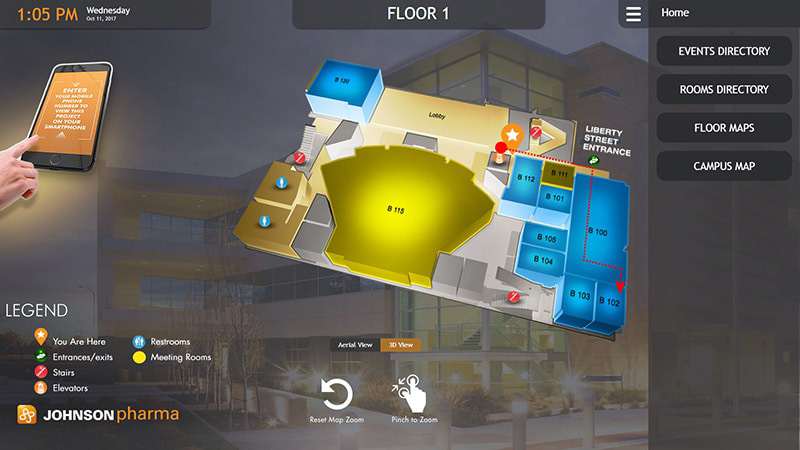 1:05 PM
Wednesday
Oct 11, 2017
FLOOR 1
Home
EVENTS DIRECTORY
ROOMS DIRECTORY
FLOOR MAPS
CAMPUS MAP
ENTER
YOUR MOBILE
PHONE
NUMBER TO
VIEW THIS
PROJECT
ON YOUR
SMARTPHONE
B 120
Lobby
LIBERTY
STREET
ENTRANCE
B 112
B 111
B 101
B 115
B 100
B 105
B 104
B 103
B 102
LEGEND
You Are Here
Entrances/exits
Stairs
Elevators
Restrooms
Meeting Rooms
Aerial View
3D View
Reset Map Zoom
Pinch to Zoom
JOHNSON pharma